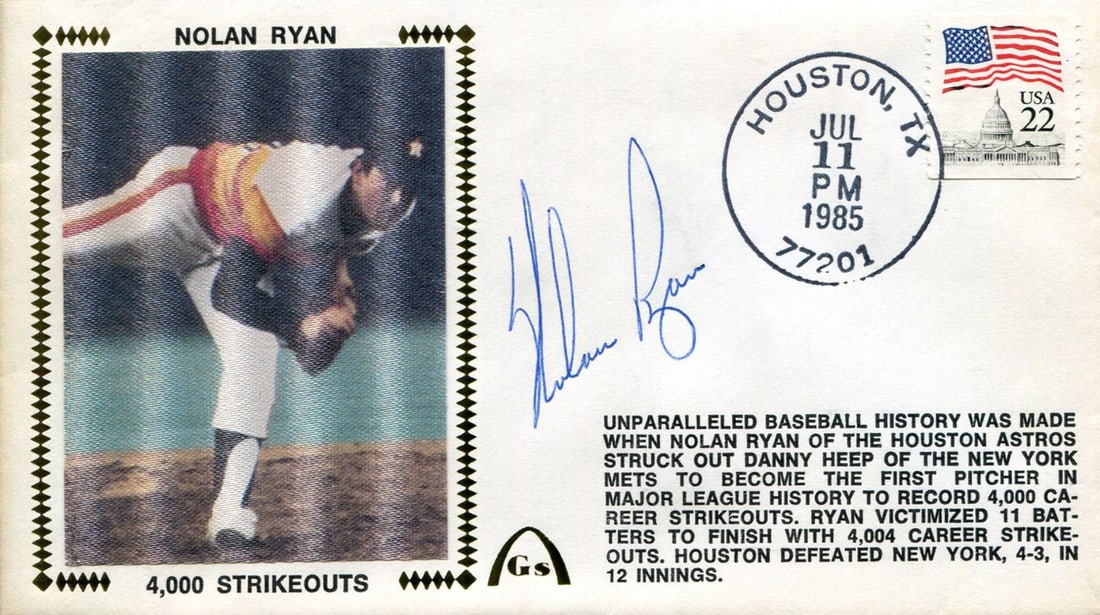 NOLAN RYAN
4,000 STRIKEOUTS
Nolan Ryan
HOUSTON, TX
JUL
11
PM
1985
77201
USA
22
UNPARALLELED BASEBALL HISTORY WAS MADE
WHEN NOLAN RYAN OF THE HOUSTON ASTROS
STRUCK OUT DANNY HEEP OF THE NEW YORK
METS TO BECOME THE FIRST PITCHER IN
MAJOR LEAGUE HISTORY TO RECORD 4,000 CA-
REER STRIKEOUTS. RYAN VICTIMIZED 11 BAT-
TERS TO FINISH WITH 4,004 CAREER STRIKE-
OUTS. HOUSTON DEFEATED NEW YORK, 4-3, IN
12 INNINGS.
Gs